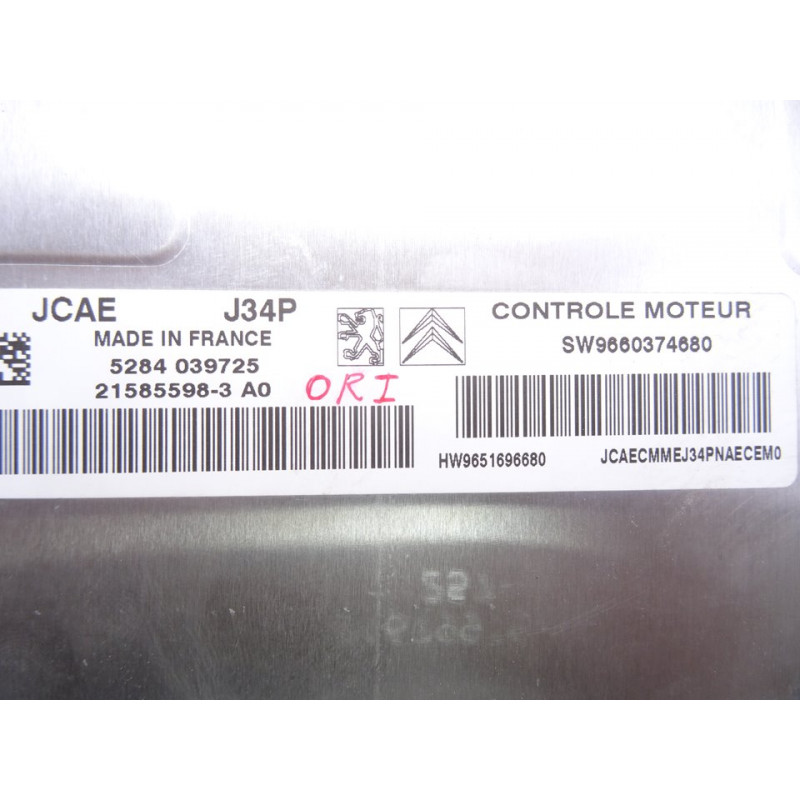 JCAE J34P
MADE IN FRANCE
5284 039725
21585598-3 A0
ORI
CONTROLE MOTEUR
SW9660374680
HW9651696680 JCAECMMEJ34PNAECEM0